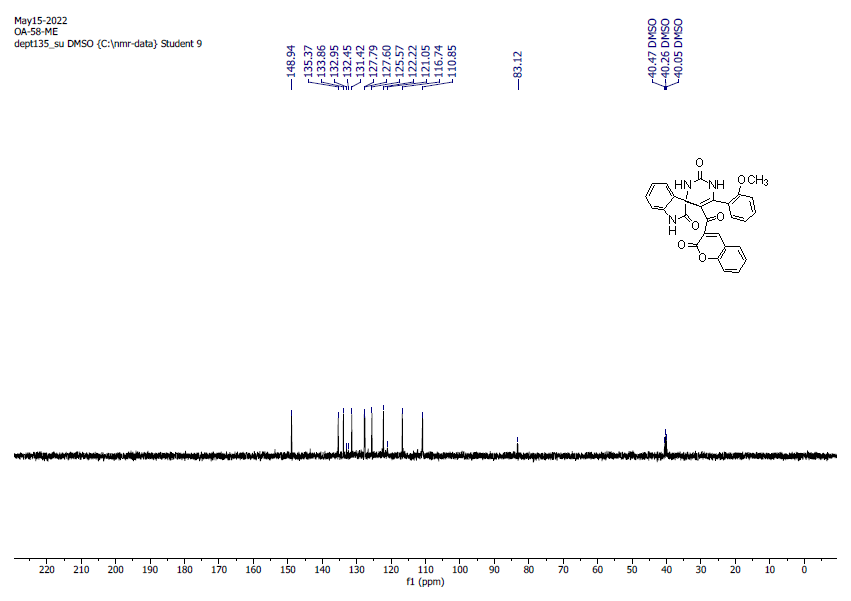 May15-2022
OA-58-ME
dept135_su DMSO {C:\nmr-data} Student 9
148.94
135.37
133.86
132.95
132.45
131.42
127.79
127.60
125.57
122.22
121.05
116.74
110.85
83.12
40.47 DMSO
40.26 DMSO
40.05 DMSO
O
HN NH
O CH3
N
H
O
O
O
O
220 210 200 190 180 170 160 150 140 130 120 110 100 90 80 70 60 50 40 30 20 10 0
f1 (ppm)